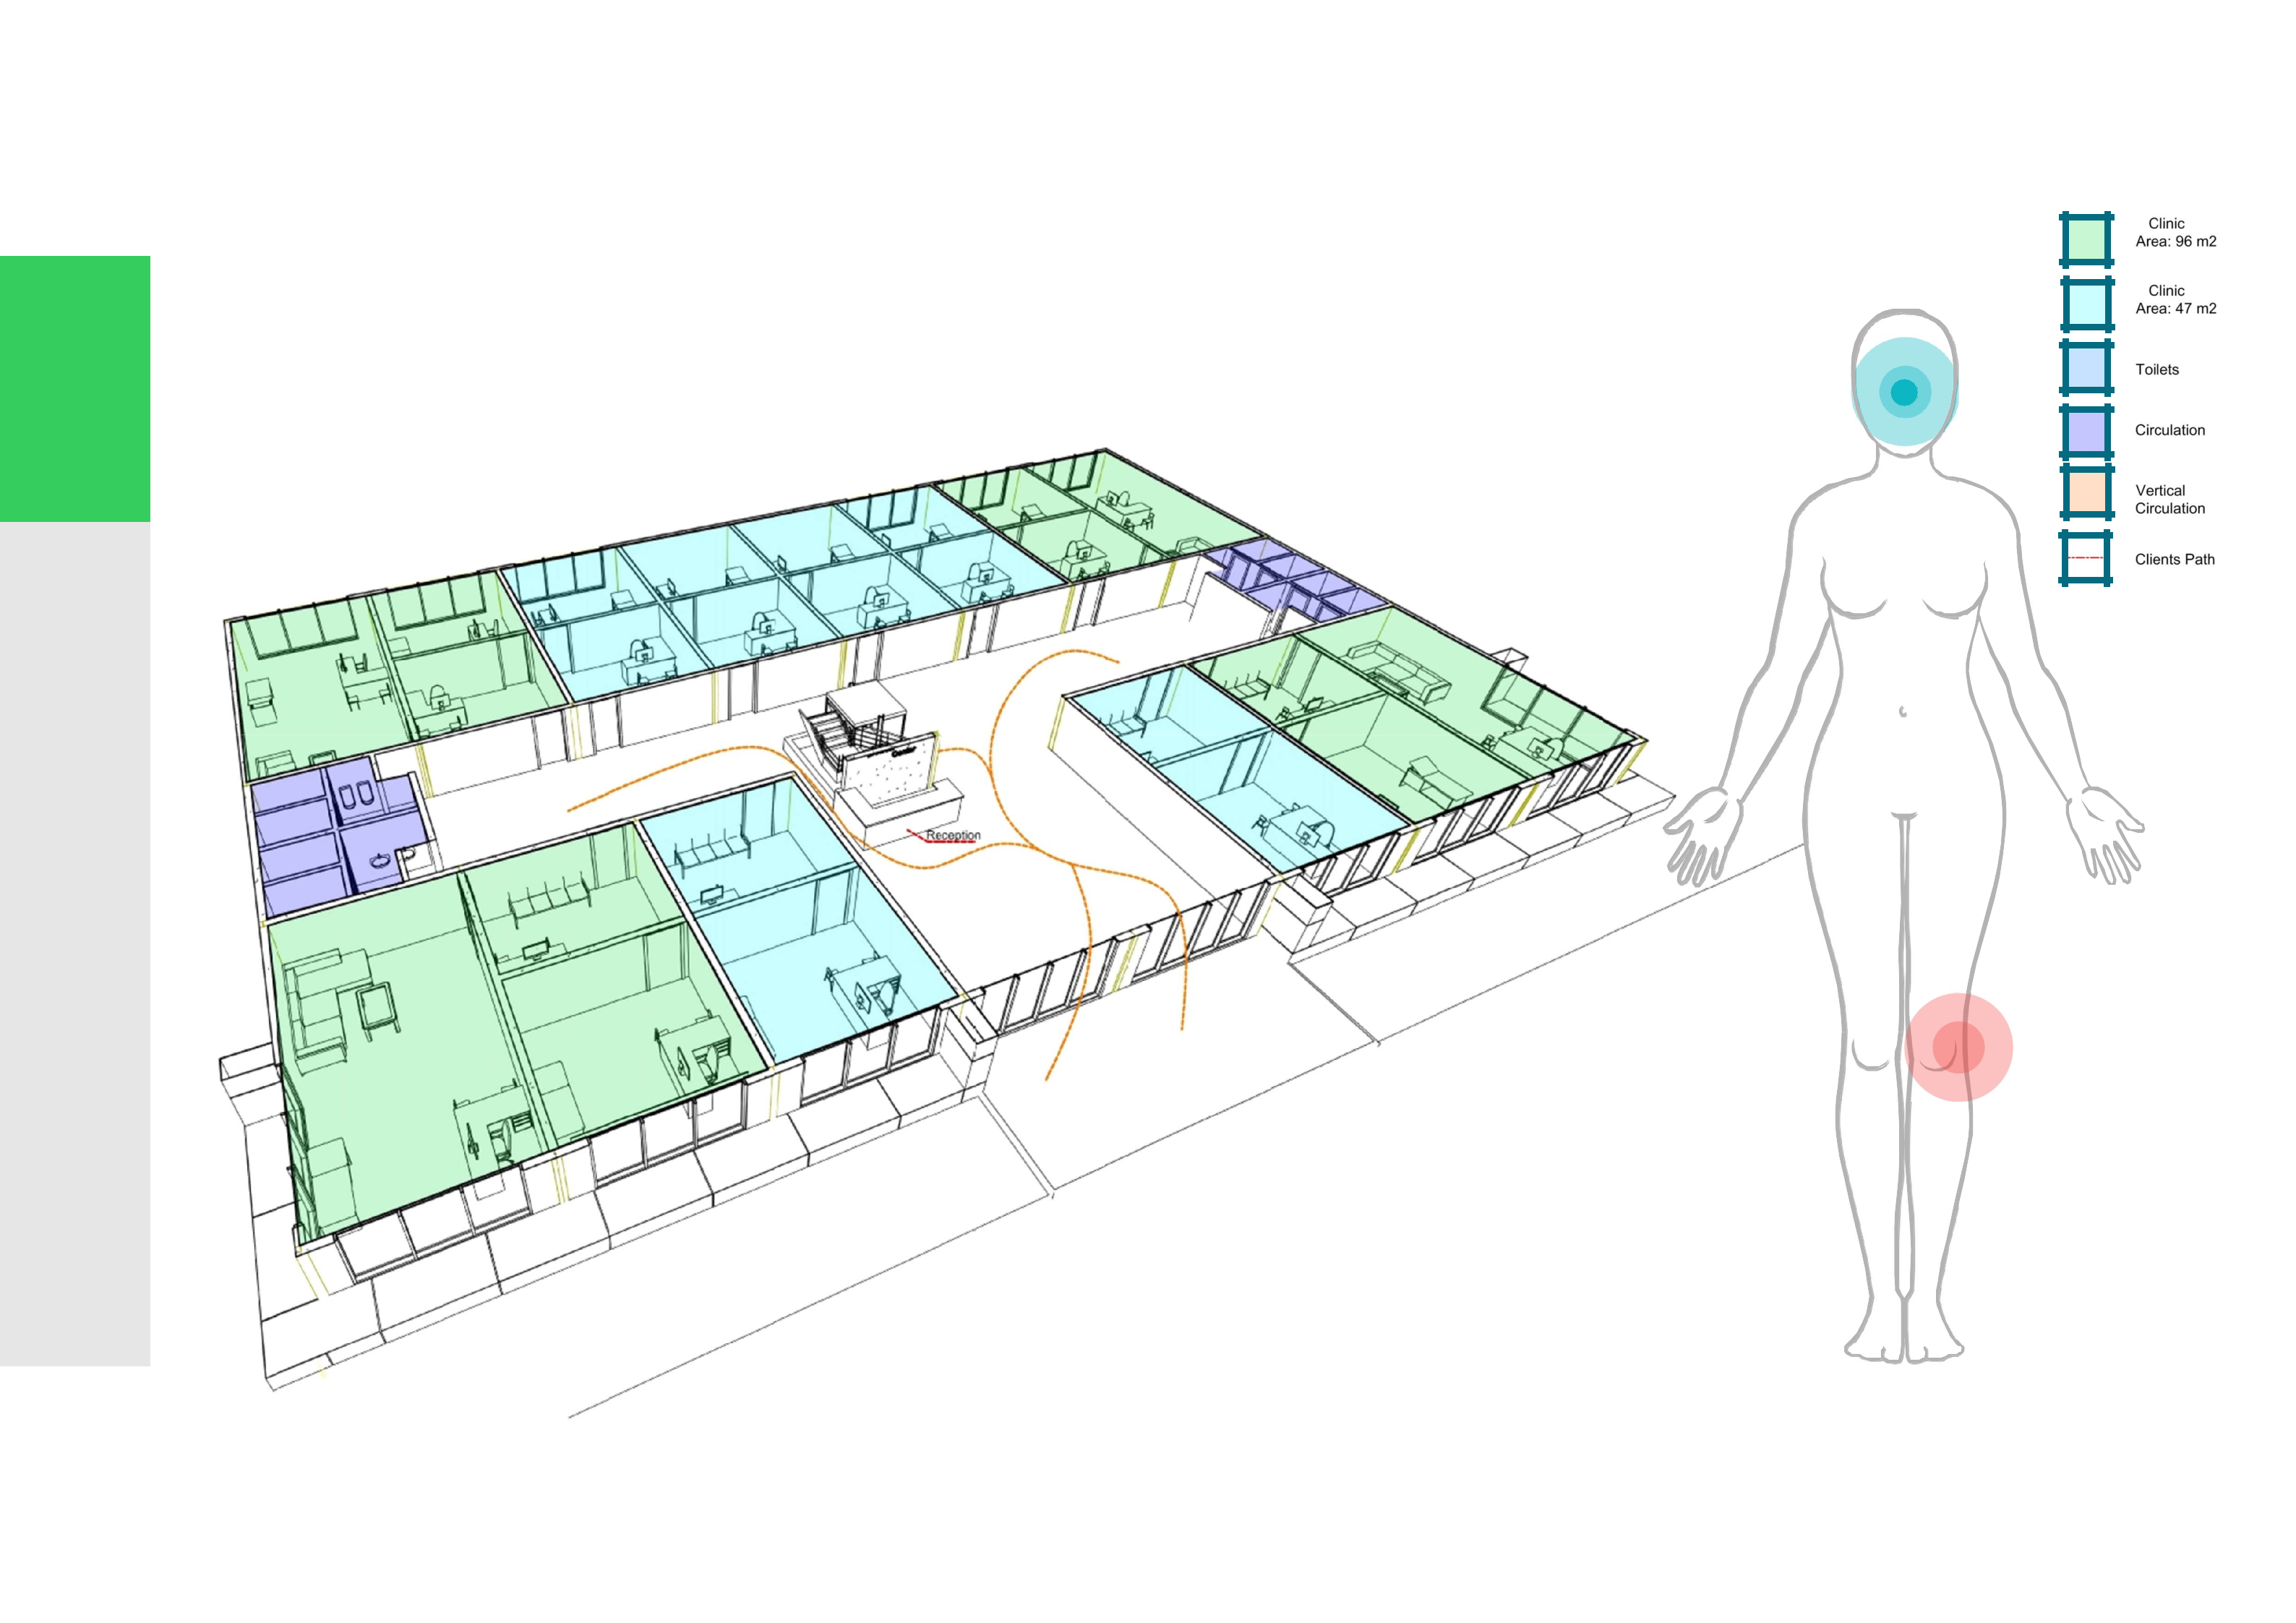 Clinic
Area: 96 m2
Clinic
Area: 47 m2
Toilets
Circulation
Vertical
Circulation
Clients Path
Reception